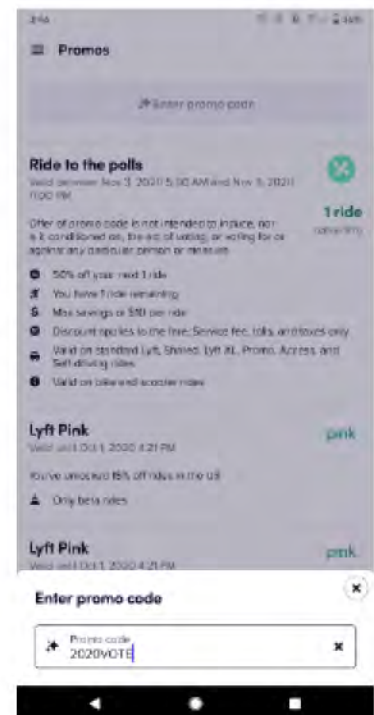 Promos
Enter promo code
Ride to the polls
Valid between Nov 3, 2020 5:00 AM and Nov 3, 2020
11:00 PM
1 ride
Offer of promo code is not intended to induce, nor
is it conditioned on, the act of voting, or voting for or
against any particular person or measure
50% off your next 1 ride
You have 1 ride remaining
Max savings of $10 per ride
Discount applies to the fare, Service fee, tolls, and taxes only
Valid on standard Lyft, Shared, Lyft XL, Promo, Access, and
Self-driving rides
Valid on bike and scooter rides
Lyft Pink
pink
Valid until Oct 1, 2020 4:21 PM
You've unlocked 15% off rides in the US
Only beta rides
Lyft Pink
pink
Valid until Oct 1, 2020 4:21 PM
Enter promo code
Promo code
2020VOTE